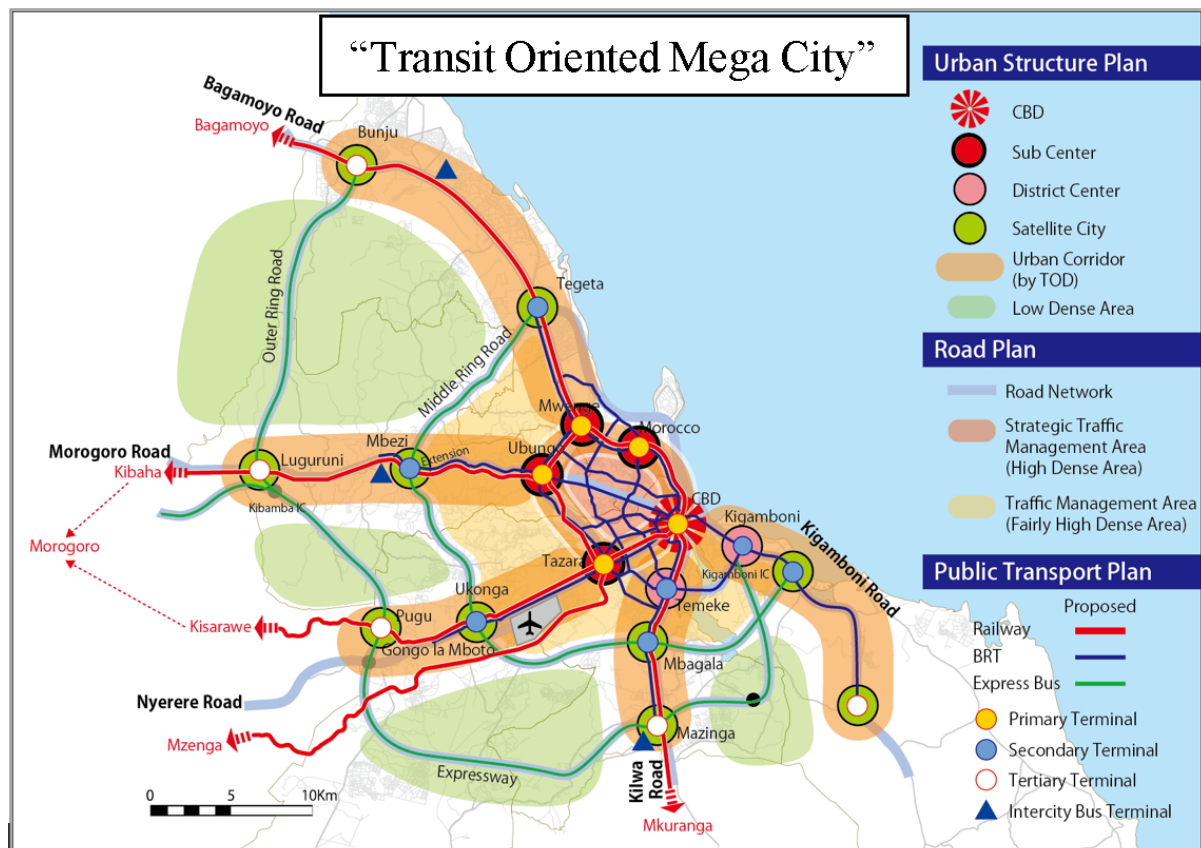 “Transit Oriented Mega City”
Bagamoyo Road
Bagamoyo
Bunju
Outer Ring Road
Tegeta
Middle Ring Road
Mwenge
Morocco
Morogoro Road
Kibaha
Luguruni
Mbezi
Extension
Ubungo
Kibamba IC
CBD
Kigamboni
Kigamboni Road
Kigamboni IC
Morogoro
Tazara
Ukonga
Temeke
Pugu
Kisarawe
Gongo la Mboto
Mbagala
Nyerere Road
Mzenga
Mazinga
Expressway
Kilwa
Road
Mkuranga
0 5 10Km
Urban Structure Plan
CBD
Sub Center
District Center
Satellite City
Urban Corridor
(by TOD)
Low Dense Area
Road Plan
Road Network
Strategic Traffic
Management Area
(High Dense Area)
Traffic Management Area
(Fairly High Dense Area)
Public Transport Plan
Proposed
Railway
BRT
Express Bus
Primary Terminal
Secondary Terminal
Tertiary Terminal
Intercity Bus Terminal